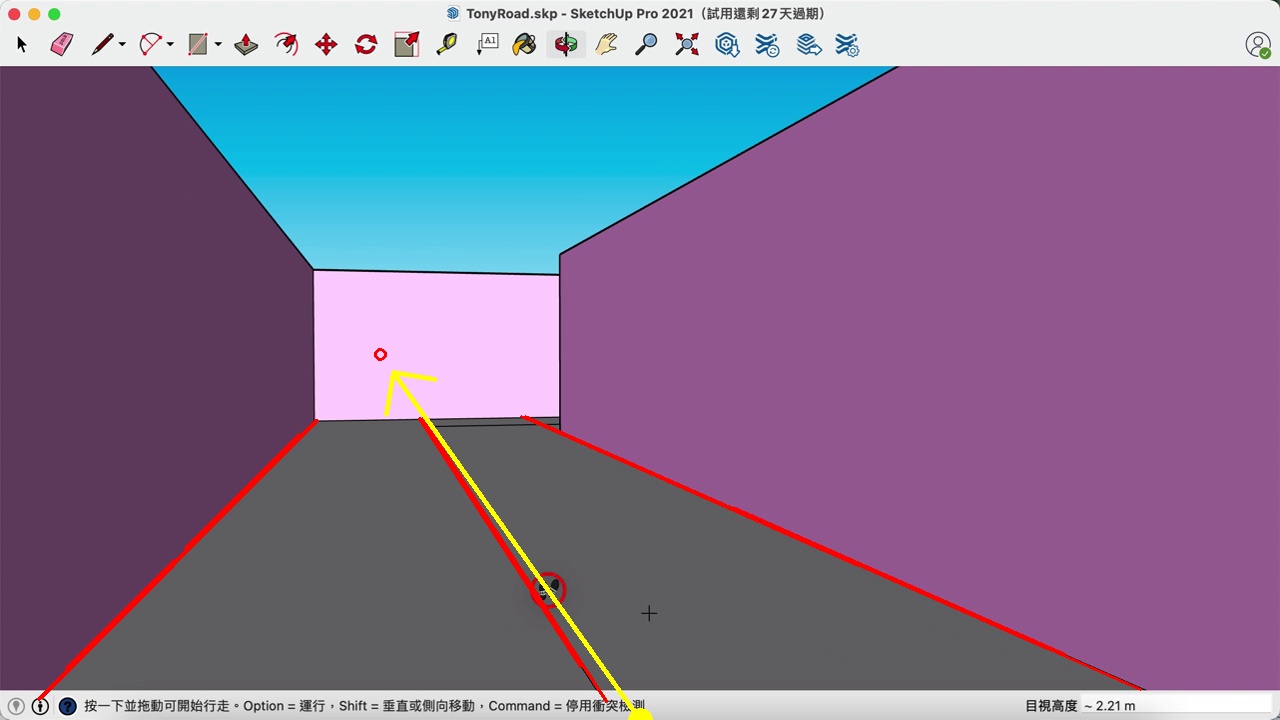 TonyRoad.skp - SketchUp Pro 2021（試用還剩 27 天過期）
A1
按一下並拖動可開始行走。Option = 運行，Shift = 垂直或側向移動，Command = 停用衝突檢測
目視高度 ~ 2.21 m